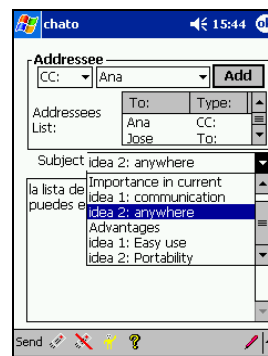 chato 15:44 ok
Addressee
CC: Ana Add
Addressees List:
To: Type:
Ana CC:
Jose To:
Subject idea 2: anywhere
la lista de
puedes e
Importance in current
idea 1: communication
idea 2: anywhere
Advantages
idea 1: Easy use
idea 2: Portability
Send